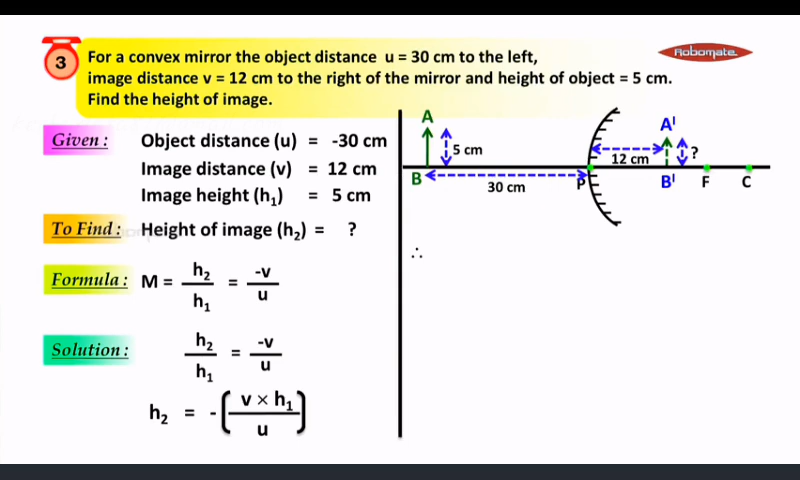 3
For a convex mirror the object distance u = 30 cm to the left,
image distance v = 12 cm to the right of the mirror and height of object = 5 cm.
Find the height of image.
Robomate
Given :
Object distance (u) = -30 cm
Image distance (v) = 12 cm
Image height (h₁) = 5 cm
To Find :
Height of image (h₂) = ?
Formula :
M = h₂/h₁ = -v/u
Solution :
h₂/h₁ = -v/u
h₂ = -(v × h₁/u)
A
5 cm
B
30 cm
P
12 cm
A'
?
B'
F
C
∴